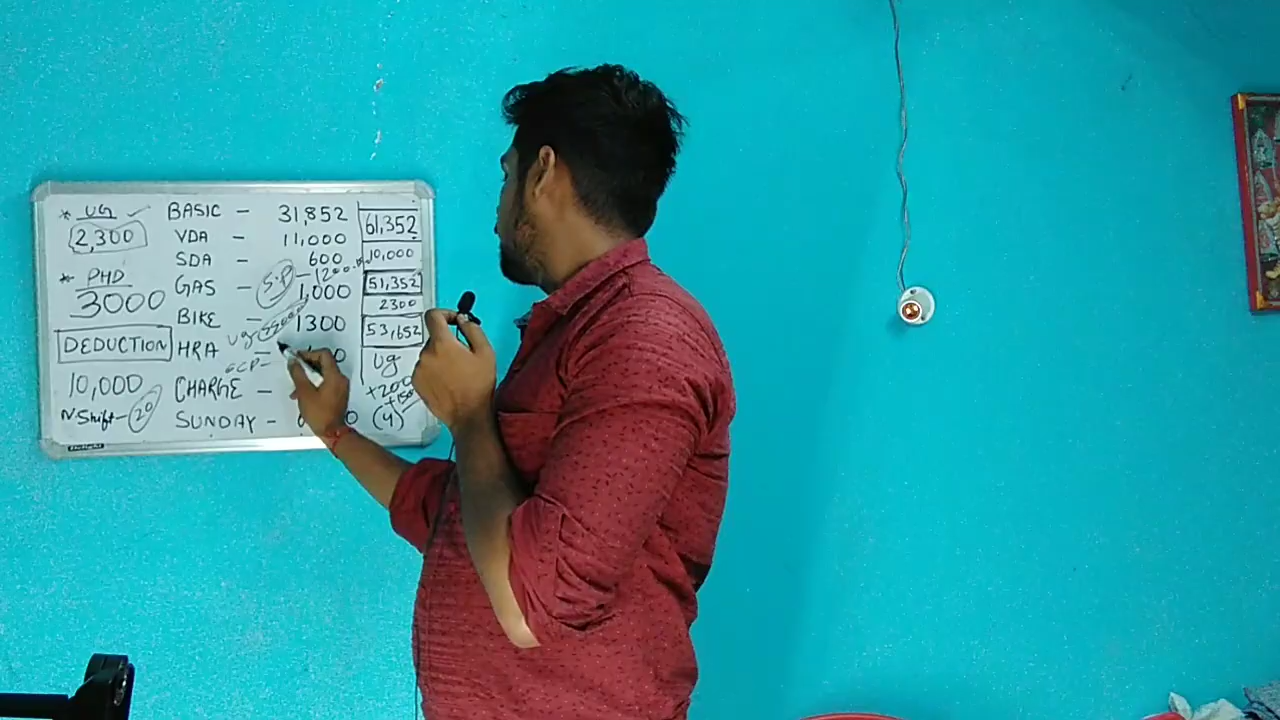 * UG
2,300
* PHD
3000
DEDUCTION
10,000
N Shift - 20
BASIC - 31,852
VDA - 11,000
SDA - 600
S.P - 1200
GAS - 1,000
BIKE - 1300
HRA -
CHARGE -
SUNDAY -
61,352
10,000
51,352
2300
53,652
ug
+200
+150
(4)